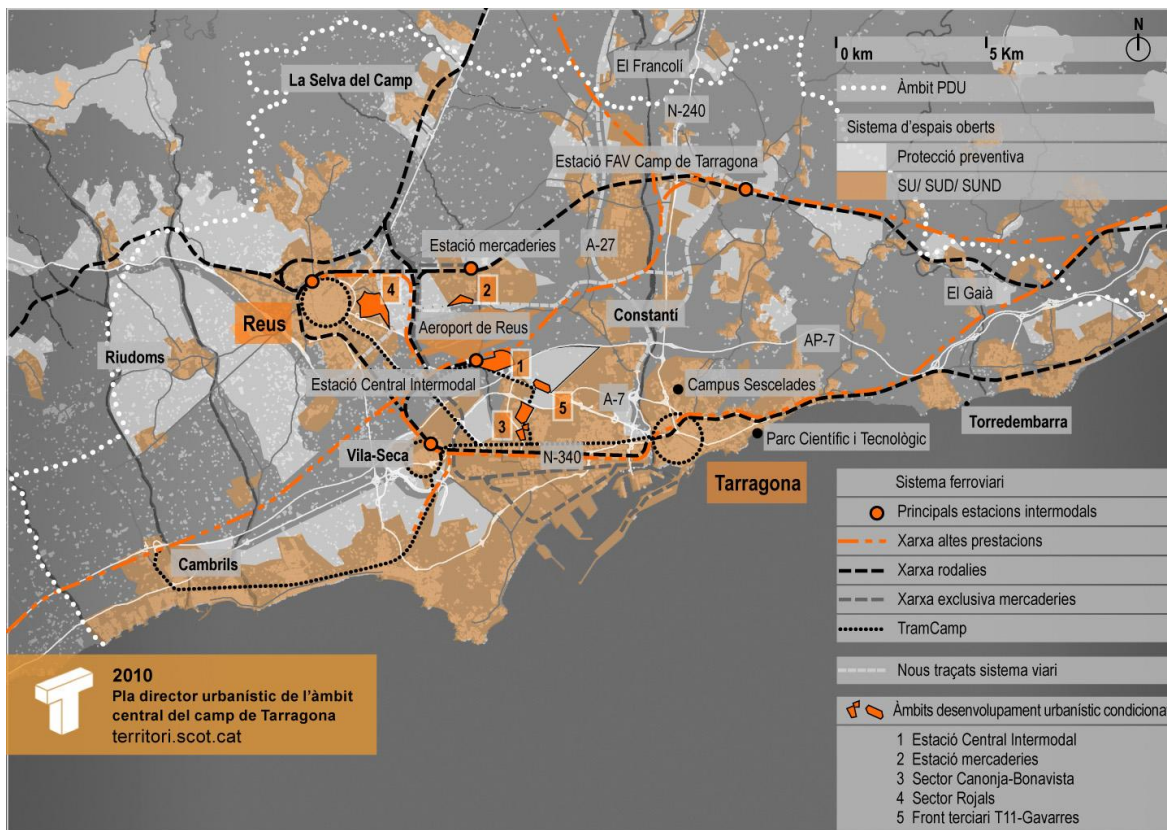 La Selva del Camp
El Francolí
N-240
Estació FAV Camp de Tarragona
Estació mercaderies
A-27
4
2
Reus
Aeroport de Reus
Constantí
El Gaià
AP-7
Riudoms
1
Estació Central Intermodal
5
A-7
Campus Sescelades
3
Torredembarra
Vila-Seca
N-340
Parc Científic i Tecnològic
Tarragona
Cambrils
0 km
5 Km
N
Àmbit PDU
Sistema d'espais oberts
Protecció preventiva
SU/ SUD/ SUND
Sistema ferroviari
Principals estacions intermodals
Xarxa altes prestacions
Xarxa rodalies
Xarxa exclusiva mercaderies
TramCamp
Nous traçats sistema viari
Àmbits desenvolupament urbanístic condiciona
1 Estació Central Intermodal
2 Estació mercaderies
3 Sector Canonja-Bonavista
4 Sector Rojals
5 Front terciari T11-Gavarres
2010
Pla director urbanístic de l'àmbit
central del camp de Tarragona
territori.scot.cat